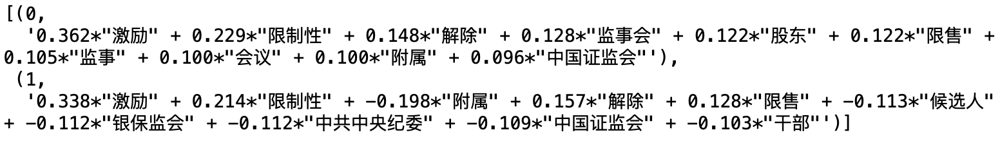 [(0,
'0.362*"激励" + 0.229*"限制性" + 0.148*"解除" + 0.128*"监事会" + 0.122*"股东" + 0.122*"限售" +
0.105*"监事" + 0.100*"会议" + 0.100*"附属" + 0.096*"中国证监会"'),
(1,
'0.338*"激励" + 0.214*"限制性" + -0.198*"附属" + 0.157*"解除" + 0.128*"限售" + -0.113*"候选人"
+ -0.112*"银保监会" + -0.112*"中共中央纪委" + -0.109*"中国证监会" + -0.103*"干部"')]